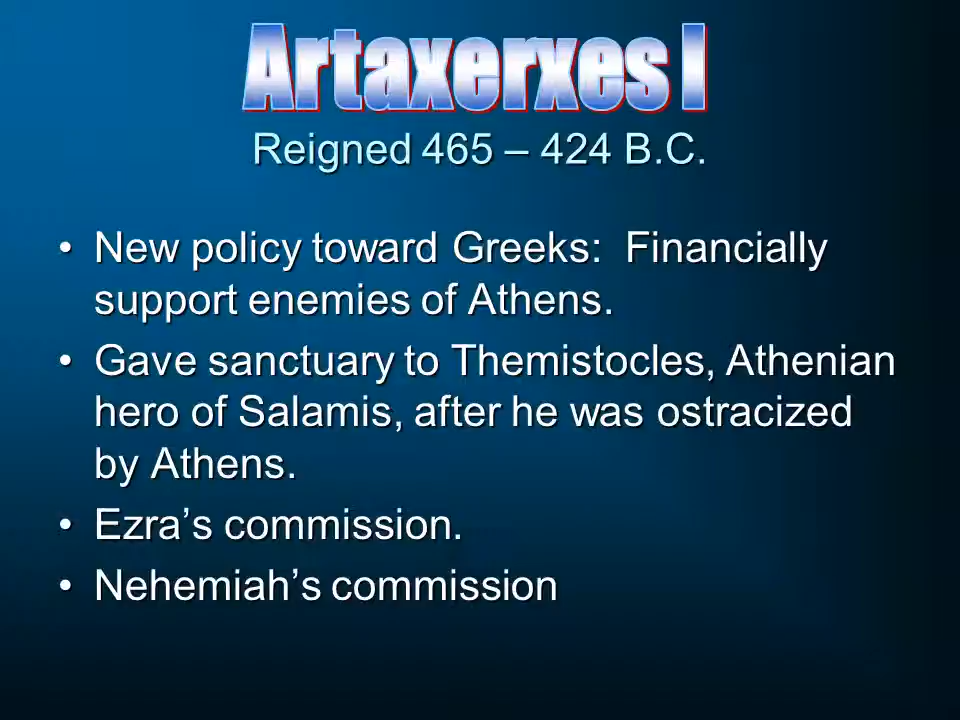 Artaxerxes I
Reigned 465 – 424 B.C.
• New policy toward Greeks:  Financially
support enemies of Athens.
• Gave sanctuary to Themistocles, Athenian
hero of Salamis, after he was ostracized
by Athens.
• Ezra’s commission.
• Nehemiah’s commission